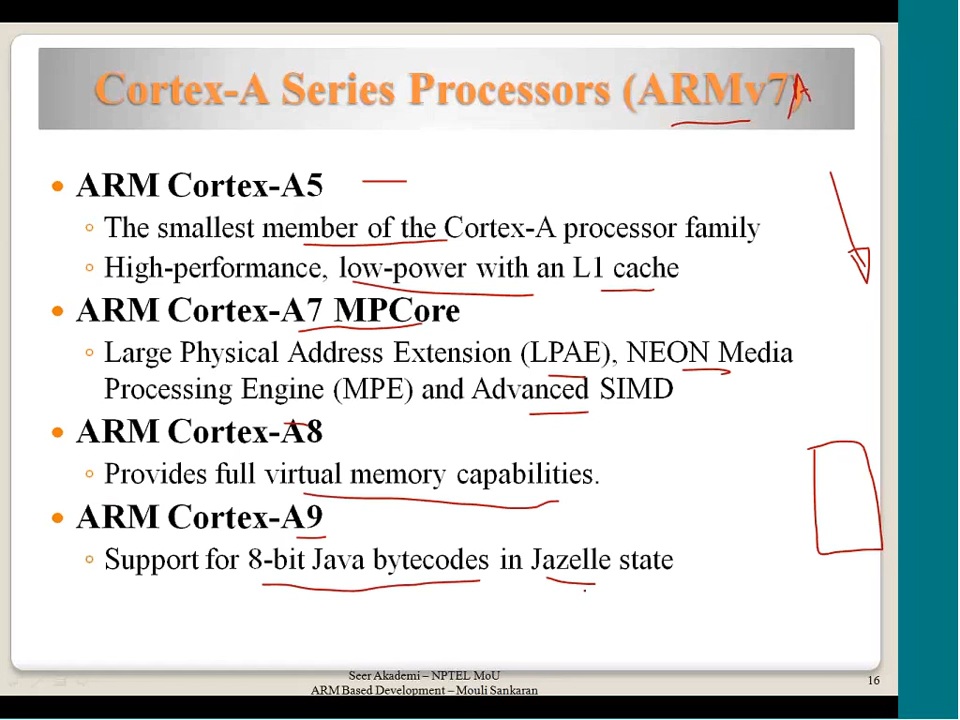 Cortex-A Series Processors (ARMv7)A
• ARM Cortex-A5
◦ The smallest member of the Cortex-A processor family
◦ High-performance, low-power with an L1 cache
• ARM Cortex-A7 MPCore
◦ Large Physical Address Extension (LPAE), NEON Media
Processing Engine (MPE) and Advanced SIMD
• ARM Cortex-A8
◦ Provides full virtual memory capabilities.
• ARM Cortex-A9
◦ Support for 8-bit Java bytecodes in Jazelle state
Seer Akademi – NPTEL MoU
ARM Based Development – Mouli Sankaran
16